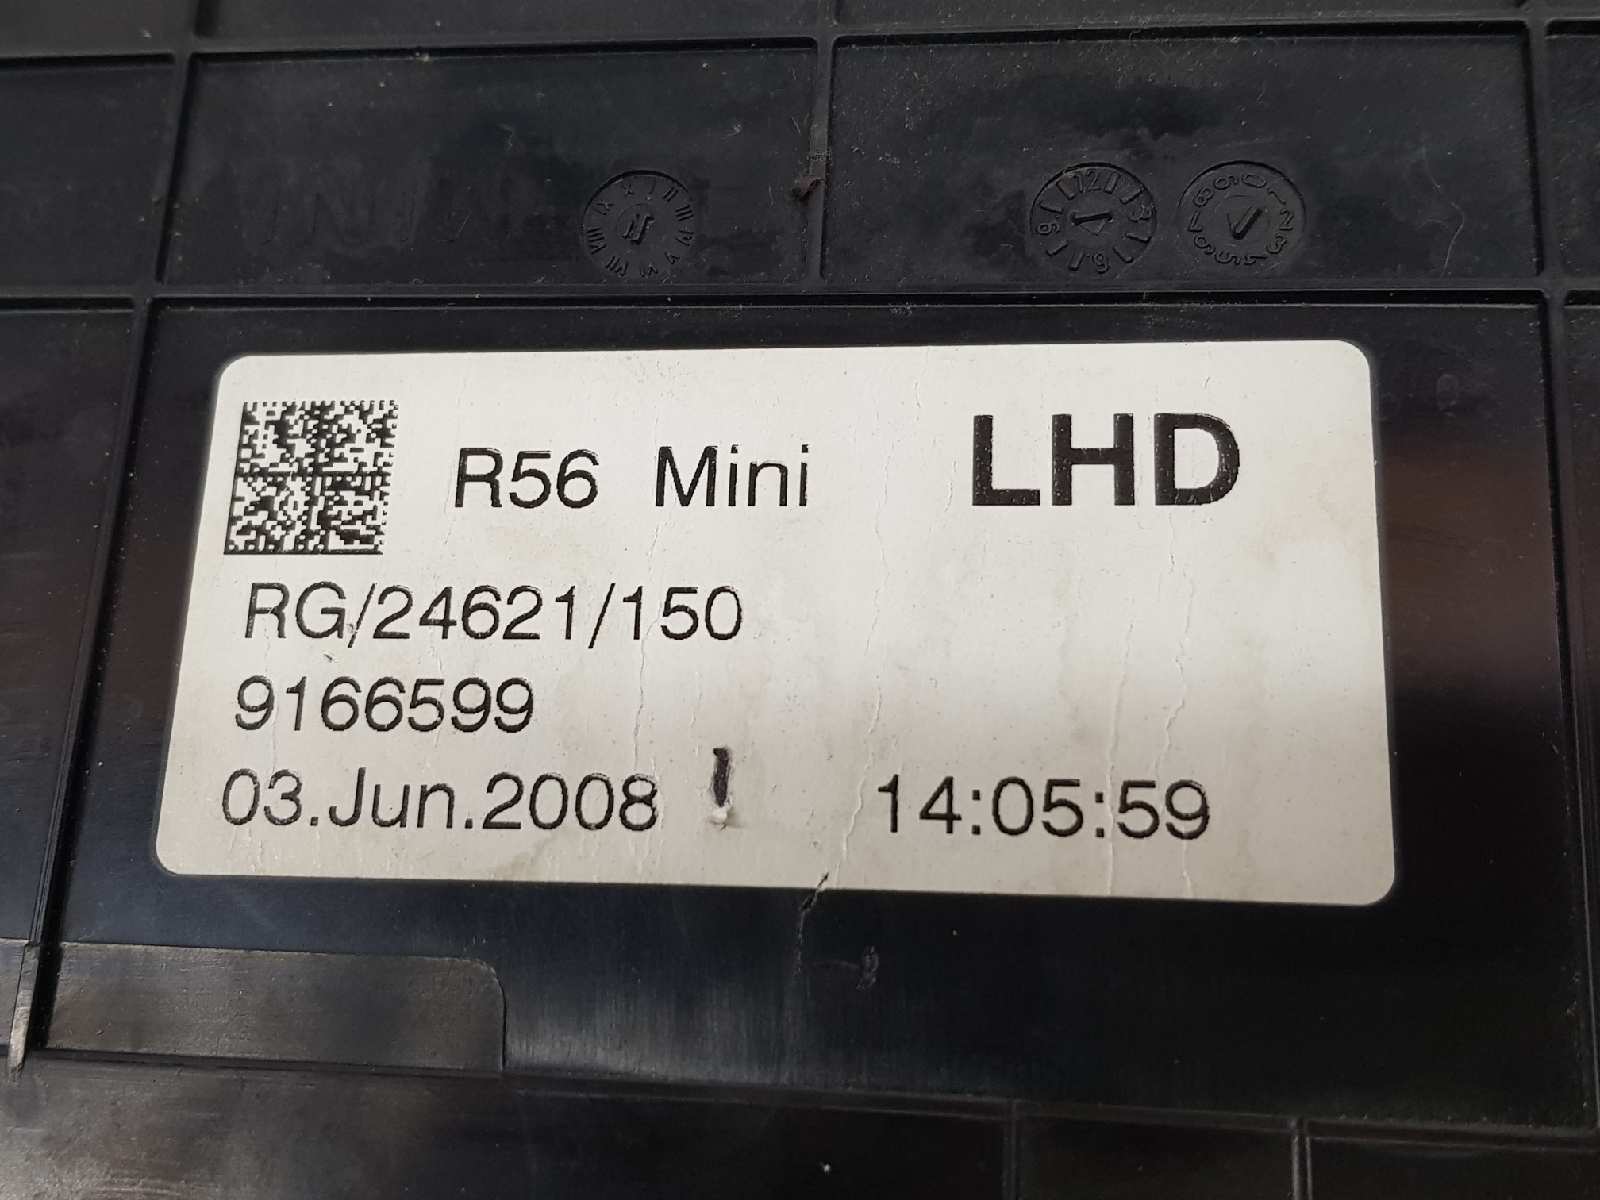 R56 Mini LHD
RG/24621/150
9166599
03.Jun.2008 14:05:59